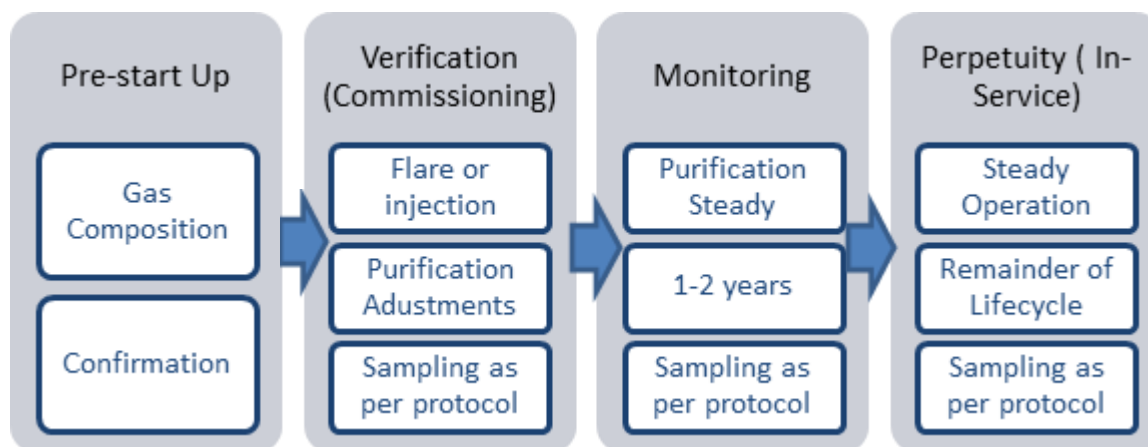 Pre-start Up
Gas
Composition
Confirmation
Verification
(Commissioning)
Flare or
injection
Purification
Adustments
Sampling as
per protocol
Monitoring
Purification
Steady
1-2 years
Sampling as
per protocol
Perpetuity ( In-
Service)
Steady
Operation
Remainder of
Lifecycle
Sampling as
per protocol